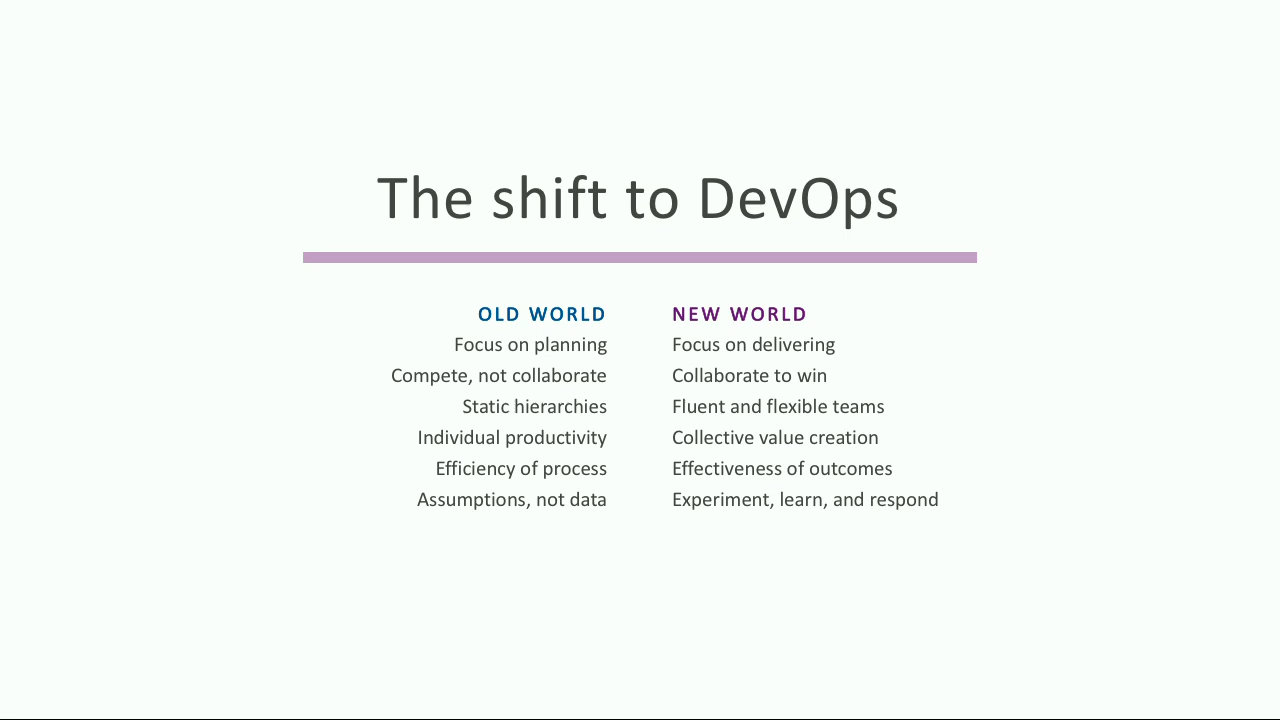 The shift to DevOps
OLD WORLD
Focus on planning
Compete, not collaborate
Static hierarchies
Individual productivity
Efficiency of process
Assumptions, not data
NEW WORLD
Focus on delivering
Collaborate to win
Fluent and flexible teams
Collective value creation
Effectiveness of outcomes
Experiment, learn, and respond